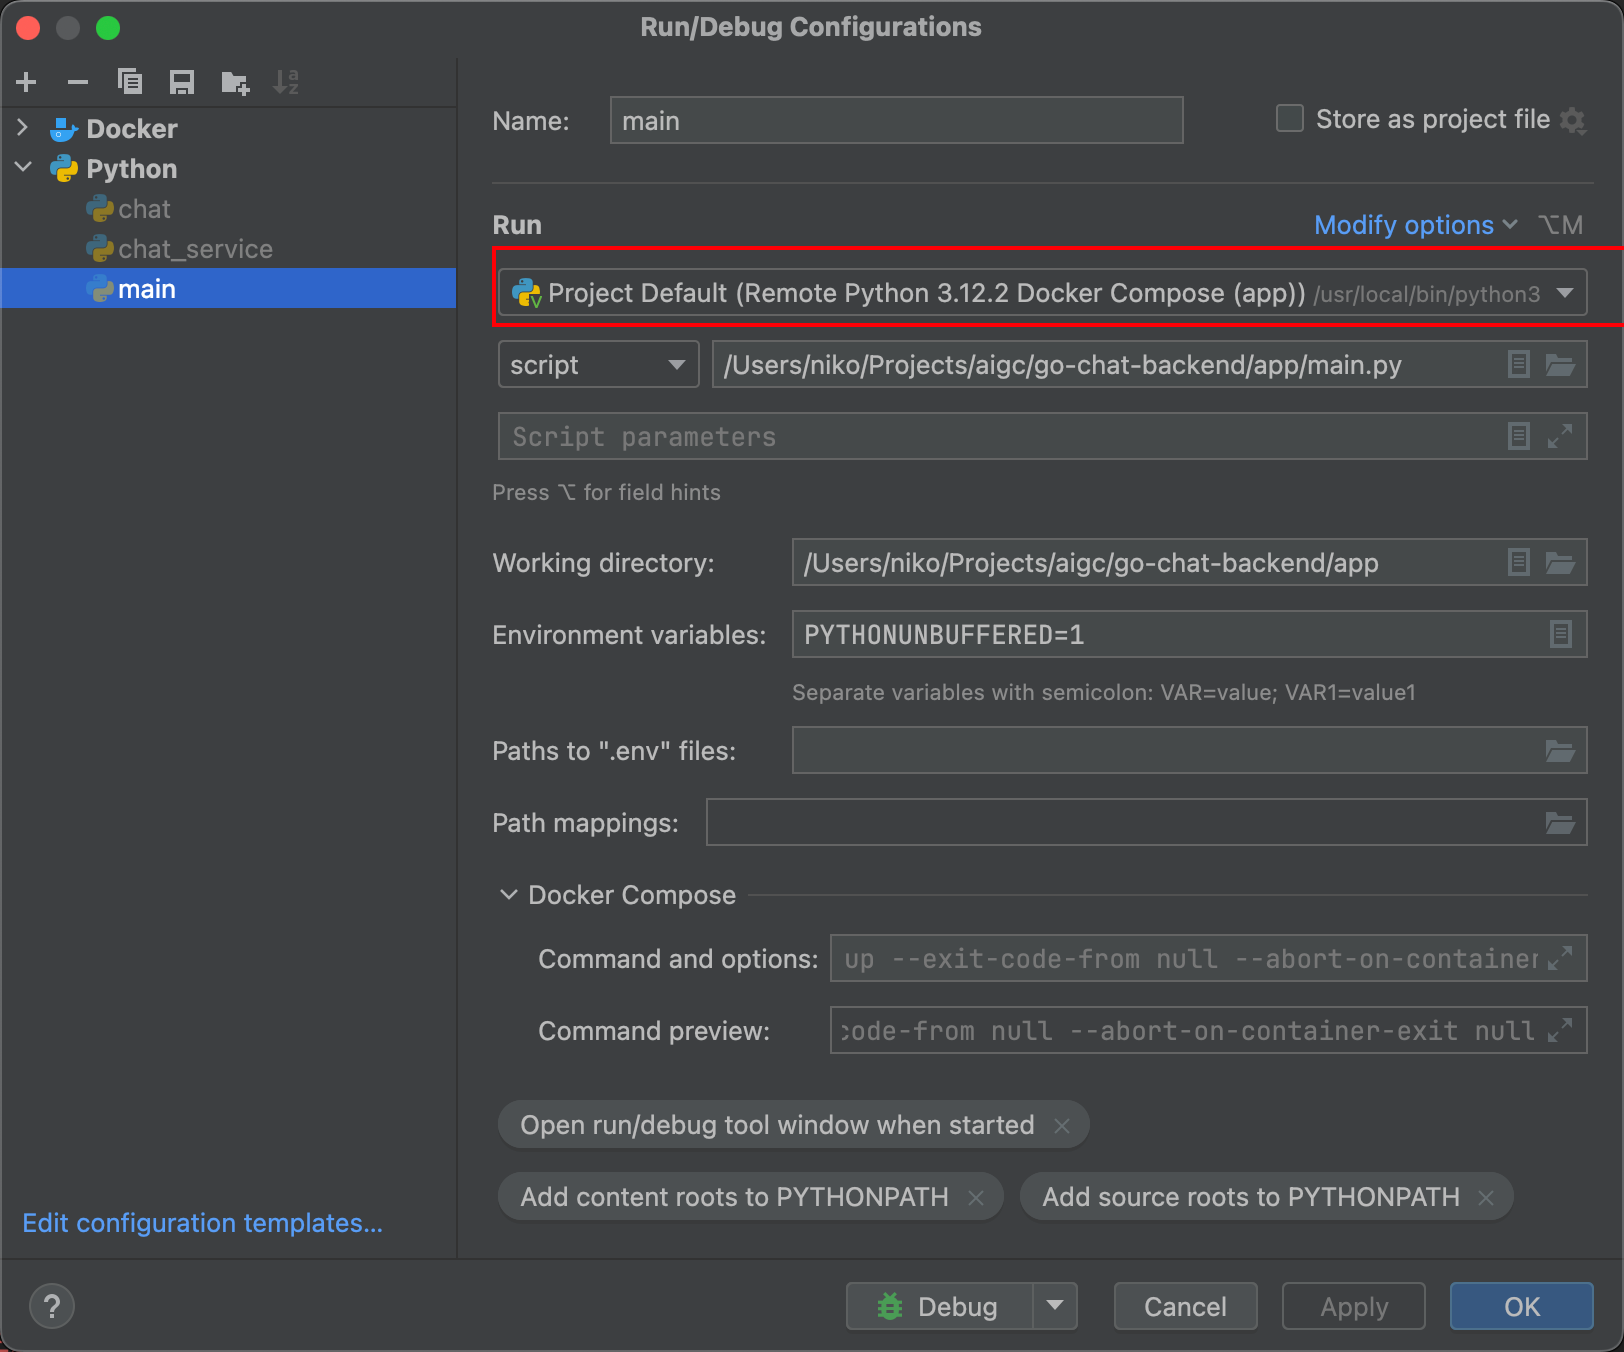 Run/Debug Configurations
Docker
Python
chat
chat_service
main
Edit configuration templates...
Name:
main
Store as project file
Run
Modify options
⌥M
Project Default (Remote Python 3.12.2 Docker Compose (app)) /usr/local/bin/python3
script
/Users/niko/Projects/aigc/go-chat-backend/app/main.py
Script parameters
Press ⌥ for field hints
Working directory:
/Users/niko/Projects/aigc/go-chat-backend/app
Environment variables:
PYTHONUNBUFFERED=1
Separate variables with semicolon: VAR=value; VAR1=value1
Paths to ".env" files:
Path mappings:
Docker Compose
Command and options:
up --exit-code-from null --abort-on-container
Command preview:
code-from null --abort-on-container-exit null
Open run/debug tool window when started
Add content roots to PYTHONPATH
Add source roots to PYTHONPATH
?
Debug
Cancel
Apply
OK